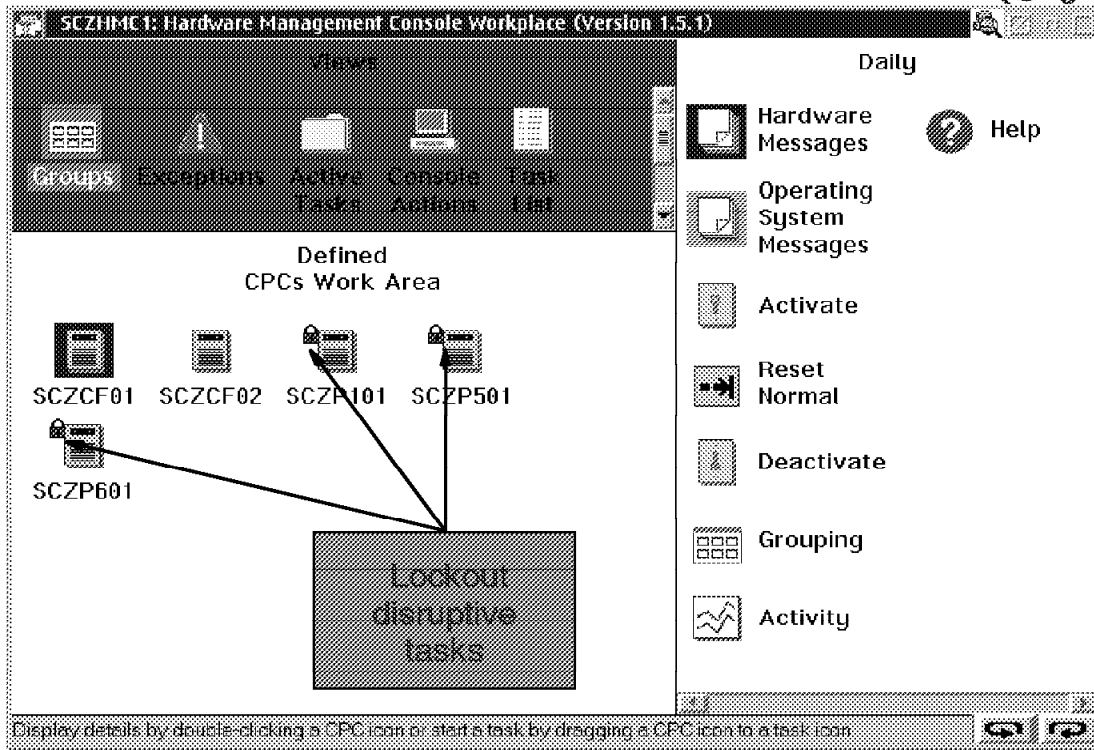 SCZHMC1: Hardware Management Console Workplace (Version 1.5.1)
Views
Groups
Exceptions
Active
Tasks
Console
Actions
Task
List
Defined
CPCs Work Area
SCZCF01
SCZCF02
SCZP101
SCZP501
SCZP601
Lockout
disruptive
tasks
Daily
Hardware
Messages
Help
Operating
System
Messages
Activate
Reset
Normal
Deactivate
Grouping
Activity
Display details by double-clicking a CPC icon or start a task by dragging a CPC icon to a task icon